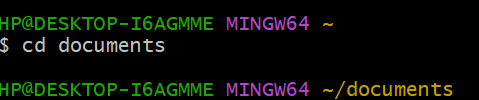 HP@DESKTOP-I6AGMME MINGW64 ~
$ cd documents
HP@DESKTOP-I6AGMME MINGW64 ~/documents